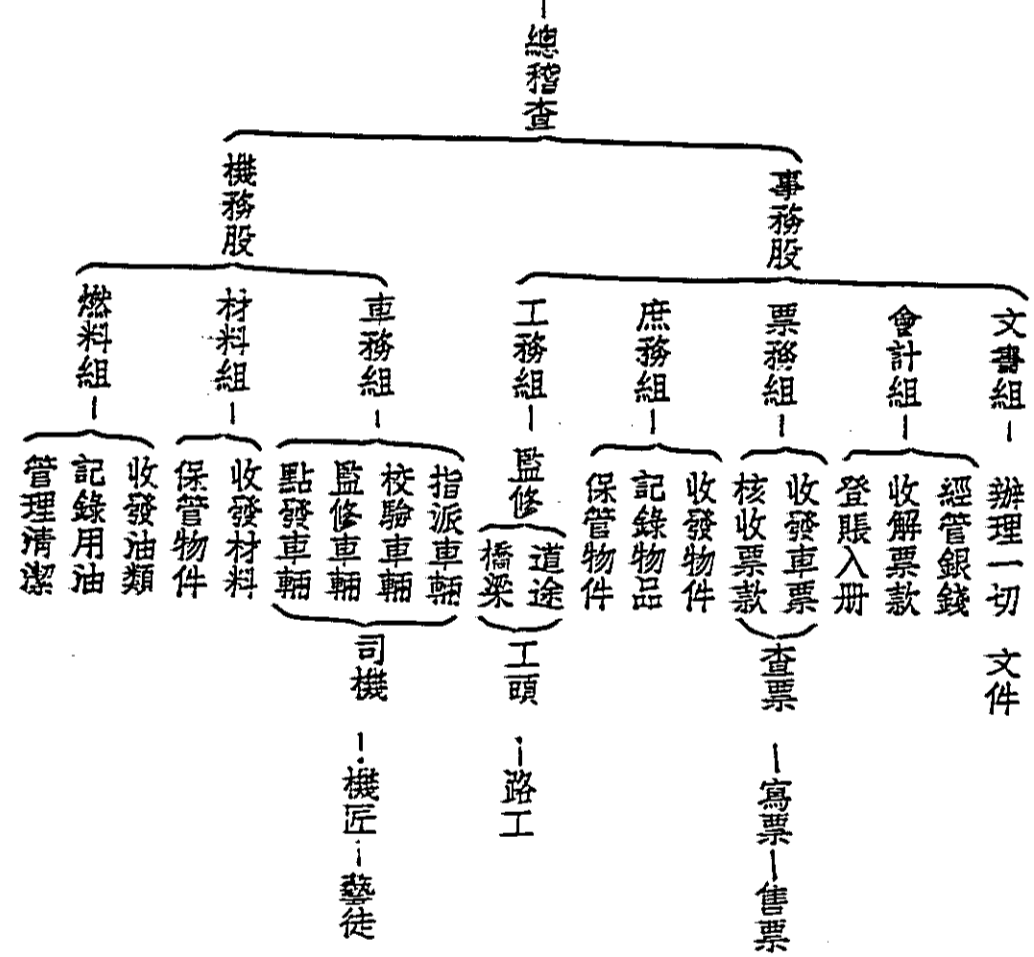 總稽查
事務股
機務股
文書組
會計組
票務組
庶務組
工務組
車務組
材料組
燃料組
辦理一切 文件
經管銀錢
收解票款
登賬入册
收發車票
核收票款
收發物件
記錄物品
保管物件
監修
道途
橋梁
指派車輛
校驗車輛
監修車輛
點發車輛
收發材料
保管物件
收發油類
記錄用油
管理清潔
查票
寫票
售票
工頭
路工
司機
機匠
藝徒